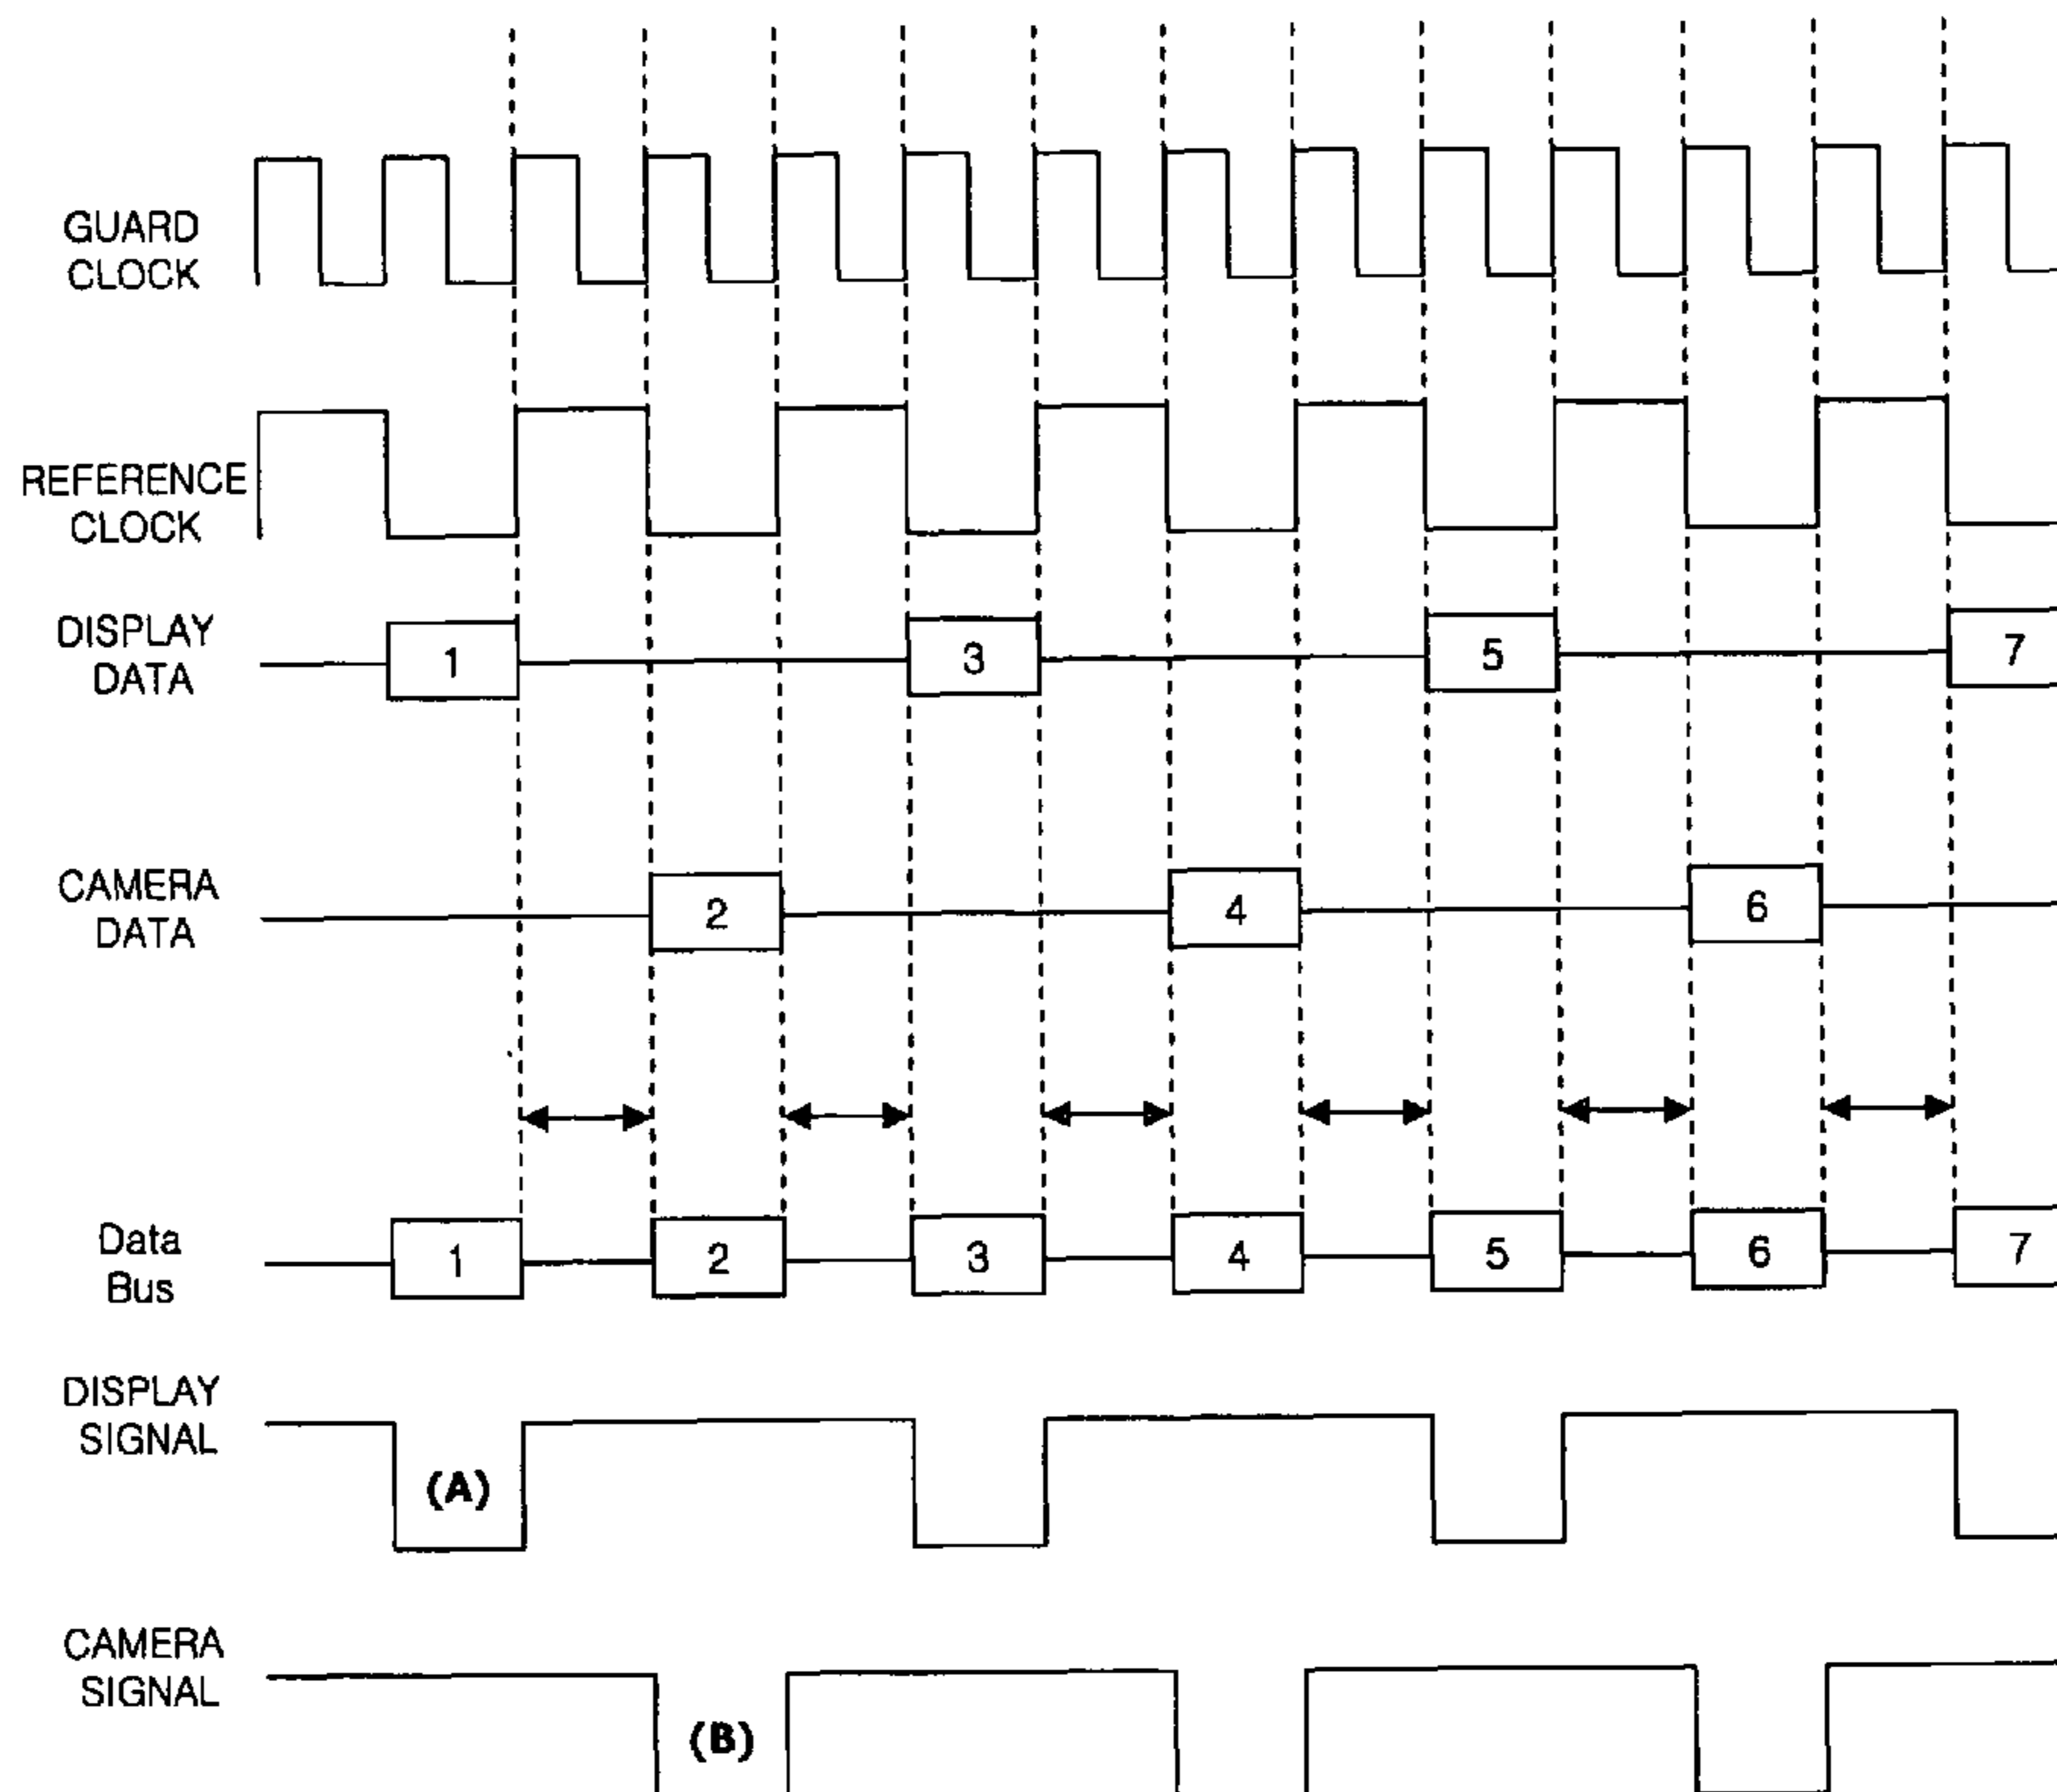 GUARD
CLOCK
REFERENCE
CLOCK
DISPLAY
DATA
1
3
5
7
CAMERA
DATA
2
4
6
Data
Bus
1
2
3
4
5
6
7
DISPLAY
SIGNAL
(A)
CAMERA
SIGNAL
(B)